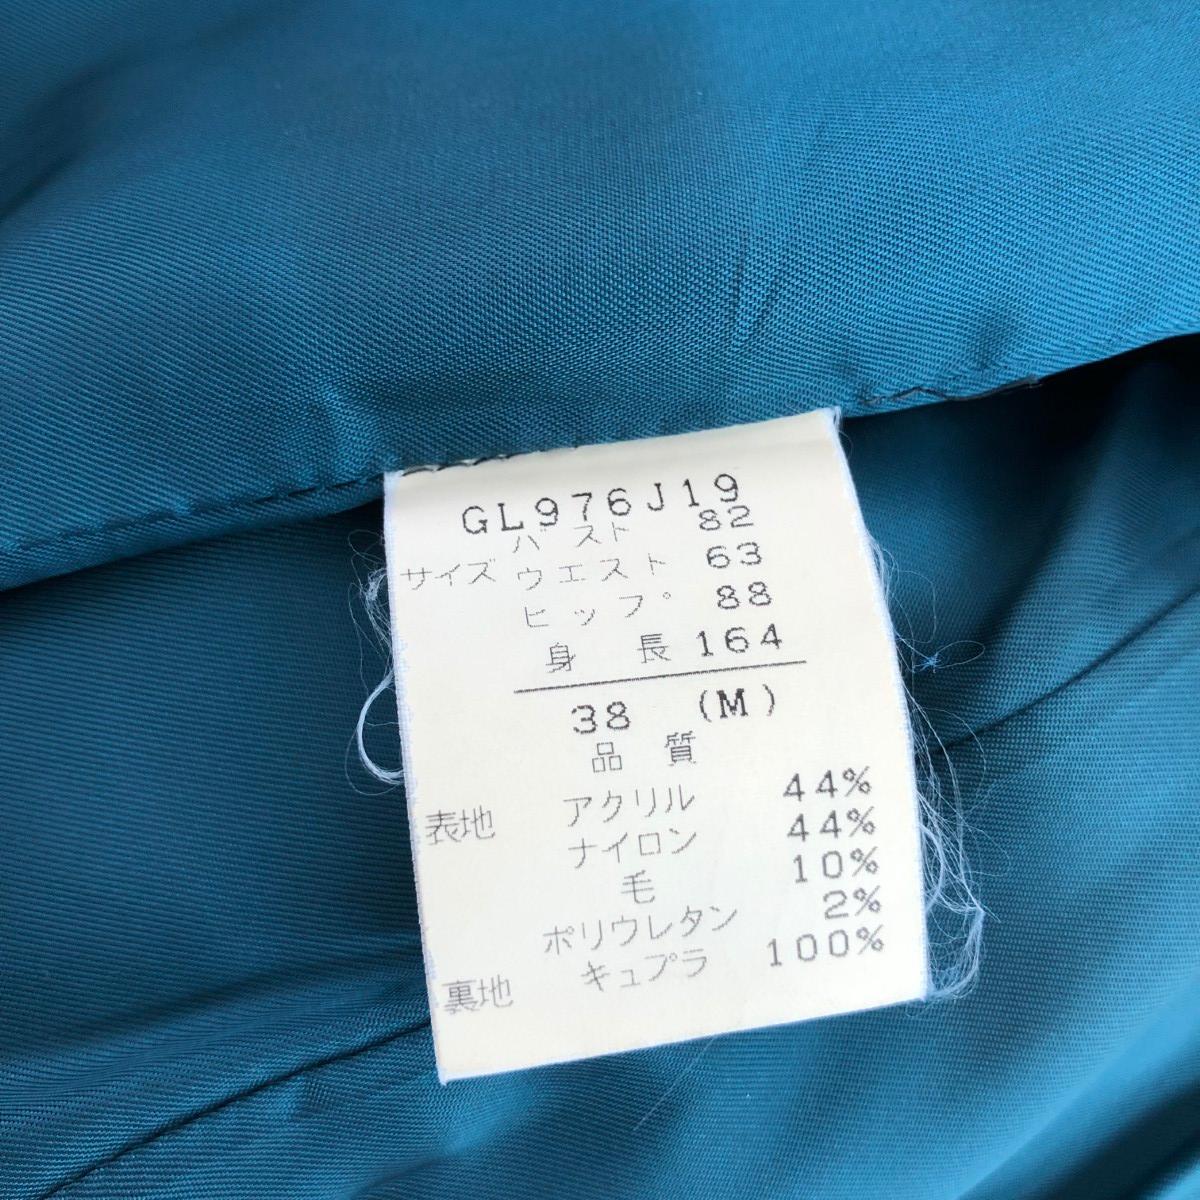 GL976J19
バスト 82
サイズ ウエスト 63
ヒップ 88
身長 164
38 (M)
品質
表地 アクリル 44%
ナイロン 44%
毛 10%
ポリウレタン 2%
裏地 キュプラ 100%